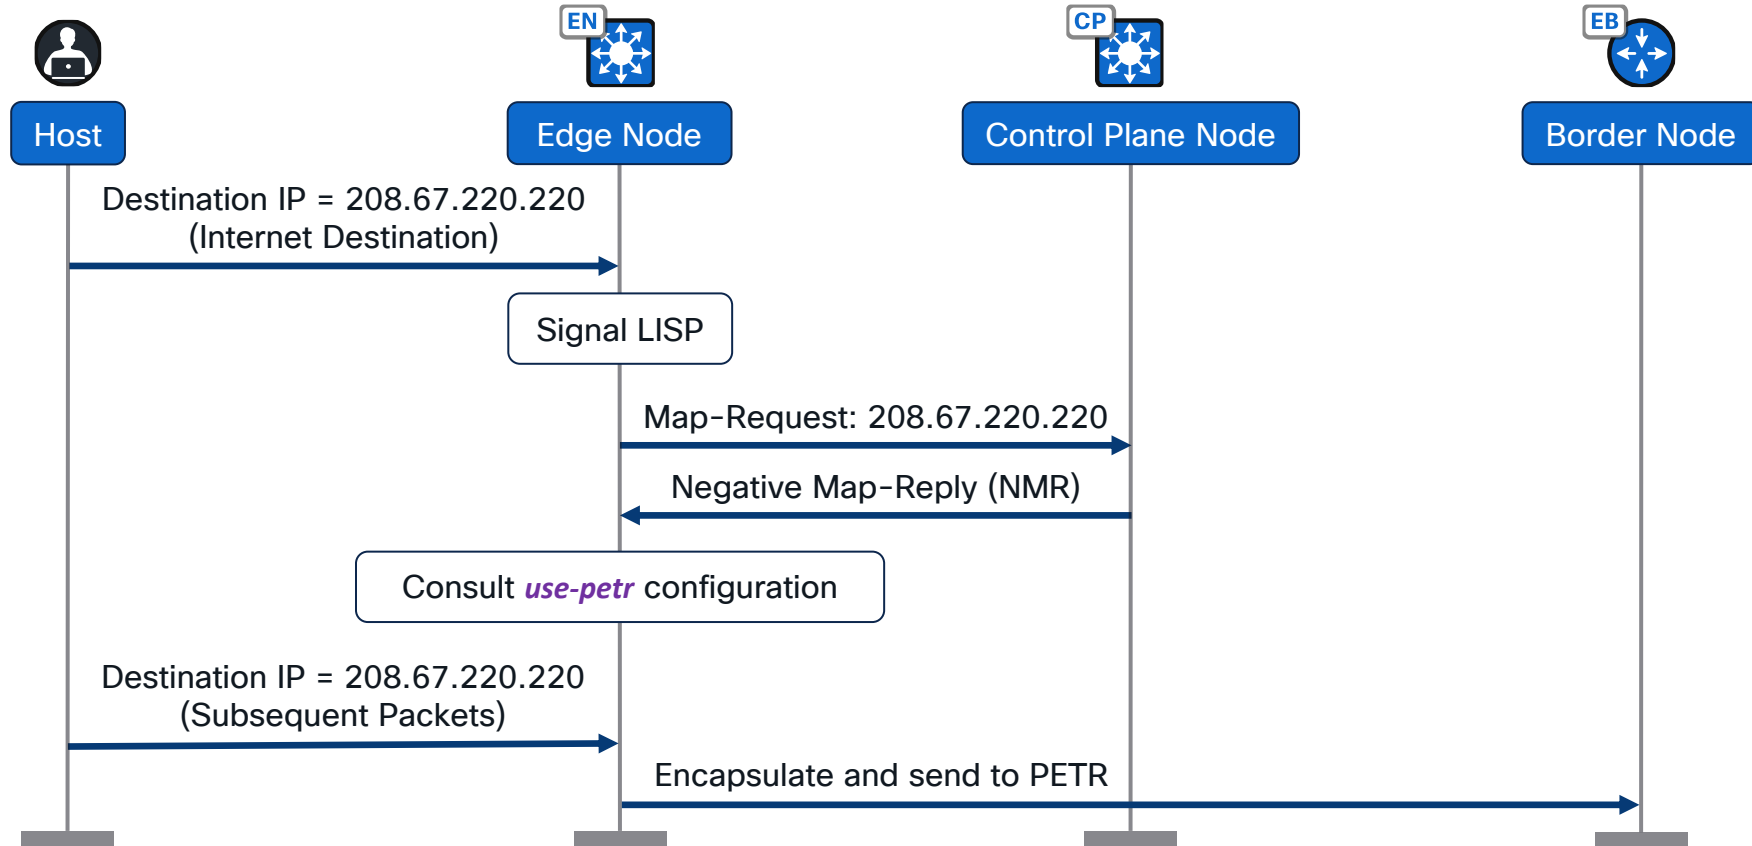 EN
CP
EB
Host
Edge Node
Control Plane Node
Border Node
Destination IP = 208.67.220.220
(Internet Destination)
Signal LISP
Map-Request: 208.67.220.220
Negative Map-Reply (NMR)
Consult use-petr configuration
Destination IP = 208.67.220.220
(Subsequent Packets)
Encapsulate and send to PETR